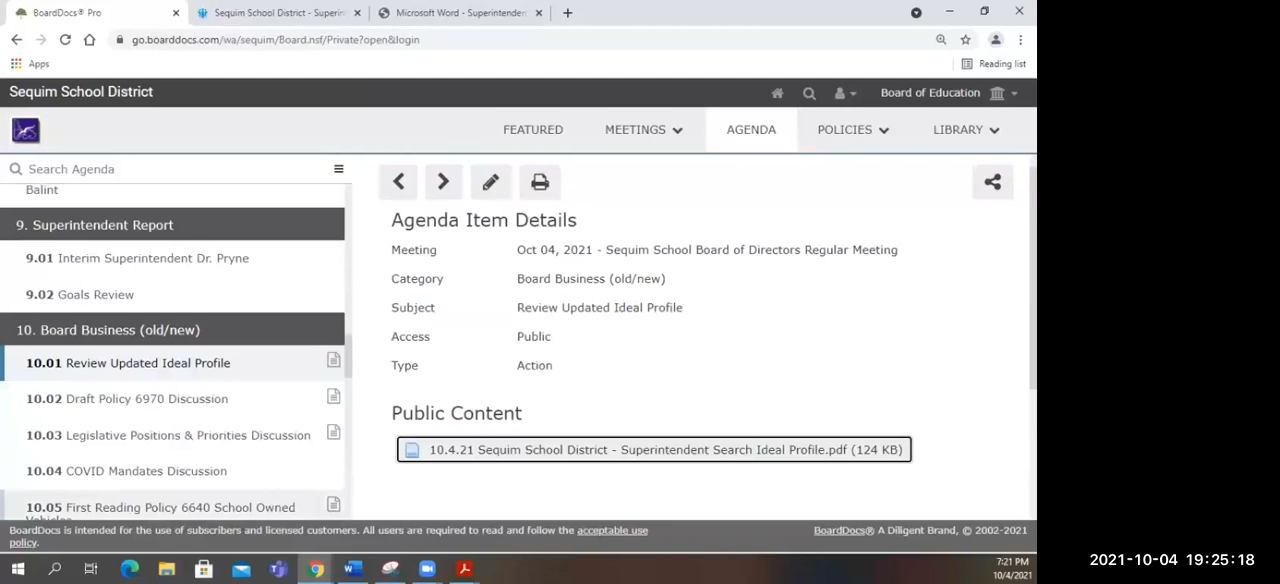 BoardDocs® Pro
Sequim School District - Superin
Microsoft Word - Superintenden
go.boarddocs.com/wa/sequim/Board.nsf/Private?open&login
Apps
Reading list
Sequim School District
Board of Education
FEATURED
MEETINGS
AGENDA
POLICIES
LIBRARY
Search Agenda
Balint
9. Superintendent Report
9.01 Interim Superintendent Dr. Pryne
9.02 Goals Review
10. Board Business (old/new)
10.01 Review Updated Ideal Profile
10.02 Draft Policy 6970 Discussion
10.03 Legislative Positions & Priorities Discussion
10.04 COVID Mandates Discussion
10.05 First Reading Policy 6640 School Owned
Vehicles
Agenda Item Details
Meeting Oct 04, 2021 - Sequim School Board of Directors Regular Meeting
Category Board Business (old/new)
Subject Review Updated Ideal Profile
Access Public
Type Action
Public Content
10.4.21 Sequim School District - Superintendent Search Ideal Profile.pdf (124 KB)
BoardDocs is intended for the use of subscribers and licensed customers. All users are required to read and follow the acceptable use
policy.
BoardDocs® A Diligent Brand, © 2002-2021
7:21 PM
10/4/2021
2021-10-04 19:25:18